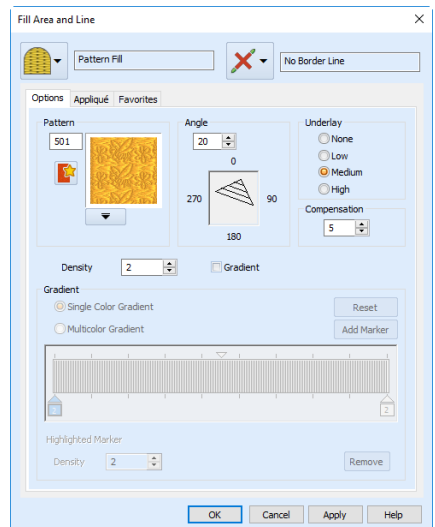 Fill Area and Line
Pattern Fill
No Border Line
Options Appliqué Favorites
Pattern Angle Underlay
501 20 None
0 Low
Medium
270 90 High
Compensation
180 5
Density 2 Gradient
Gradient
Single Color Gradient Reset
Multicolor Gradient Add Marker
1 2
Highlighted Marker
Density 2 Remove
OK Cancel Apply Help